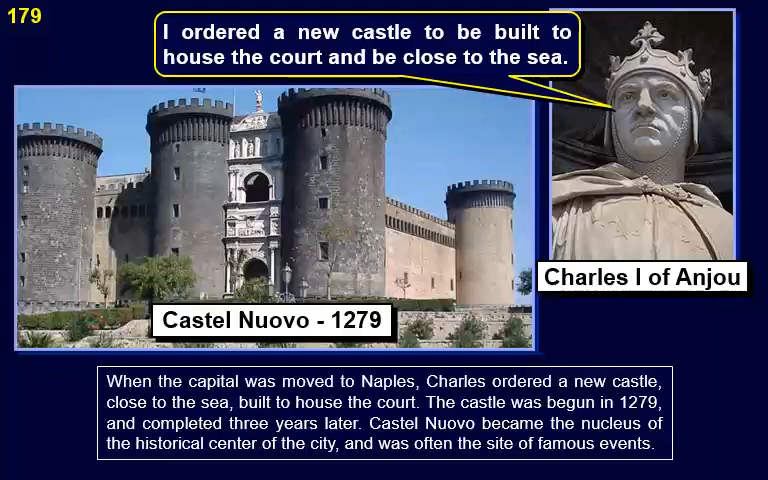 179
I ordered a new castle to be built to
house the court and be close to the sea.
Charles I of Anjou
Castel Nuovo - 1279
When the capital was moved to Naples, Charles ordered a new castle,
close to the sea, built to house the court. The castle was begun in 1279,
and completed three years later. Castel Nuovo became the nucleus of
the historical center of the city, and was often the site of famous events.